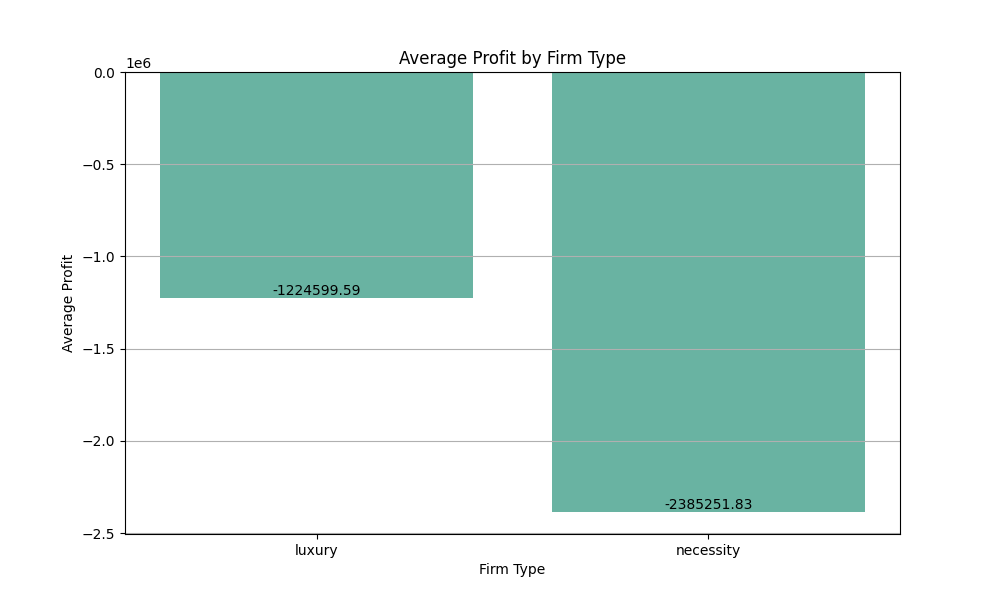 Average Profit by Firm Type
1e6
0.0
−0.5
−1.0
−1.5
−2.0
−2.5
Average Profit
-1224599.59
-2385251.83
luxury
necessity
Firm Type